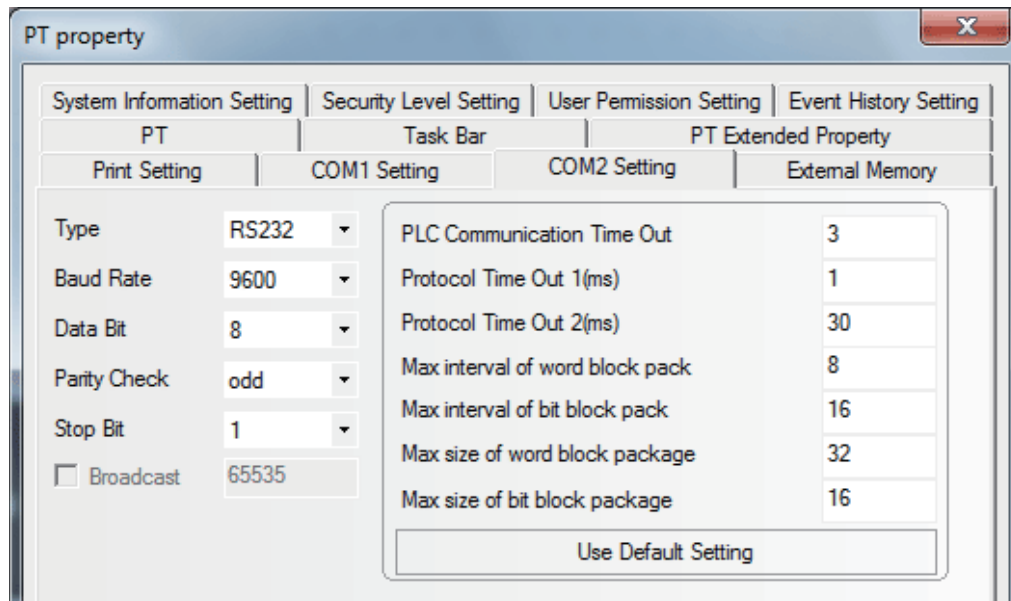 PT property
X
System Information Setting Security Level Setting User Permission Setting Event History Setting
PT Task Bar PT Extended Property
Print Setting COM1 Setting COM2 Setting External Memory
Type RS232
Baud Rate 9600
Data Bit 8
Parity Check odd
Stop Bit 1
Broadcast 65535
PLC Communication Time Out 3
Protocol Time Out 1(ms) 1
Protocol Time Out 2(ms) 30
Max interval of word block pack 8
Max interval of bit block pack 16
Max size of word block package 32
Max size of bit block package 16
Use Default Setting